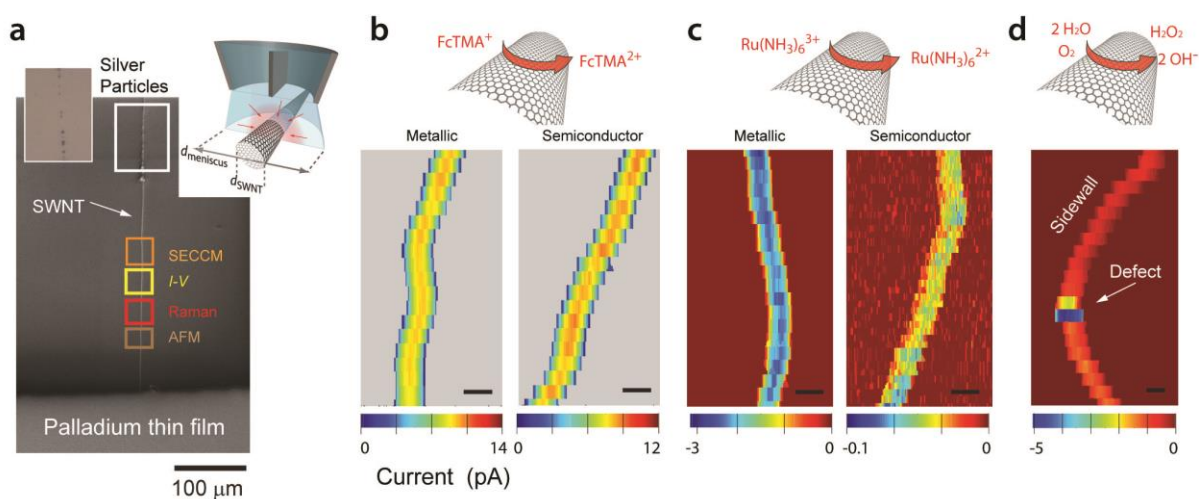 a
Silver
Particles
d meniscus
d SWNT
SWNT
SECCM
I-V
Raman
AFM
Palladium thin film
100 μm
b
FcTMA⁺
FcTMA²⁺
Metallic
Semiconductor
0
14
0
12
Current (pA)
c
Ru(NH₃)₆³⁺
Ru(NH₃)₆²⁺
Metallic
Semiconductor
-3
0
-0.1
0
d
2 H₂O
O₂
H₂O₂
2 OH⁻
Sidewall
Defect
-5
0